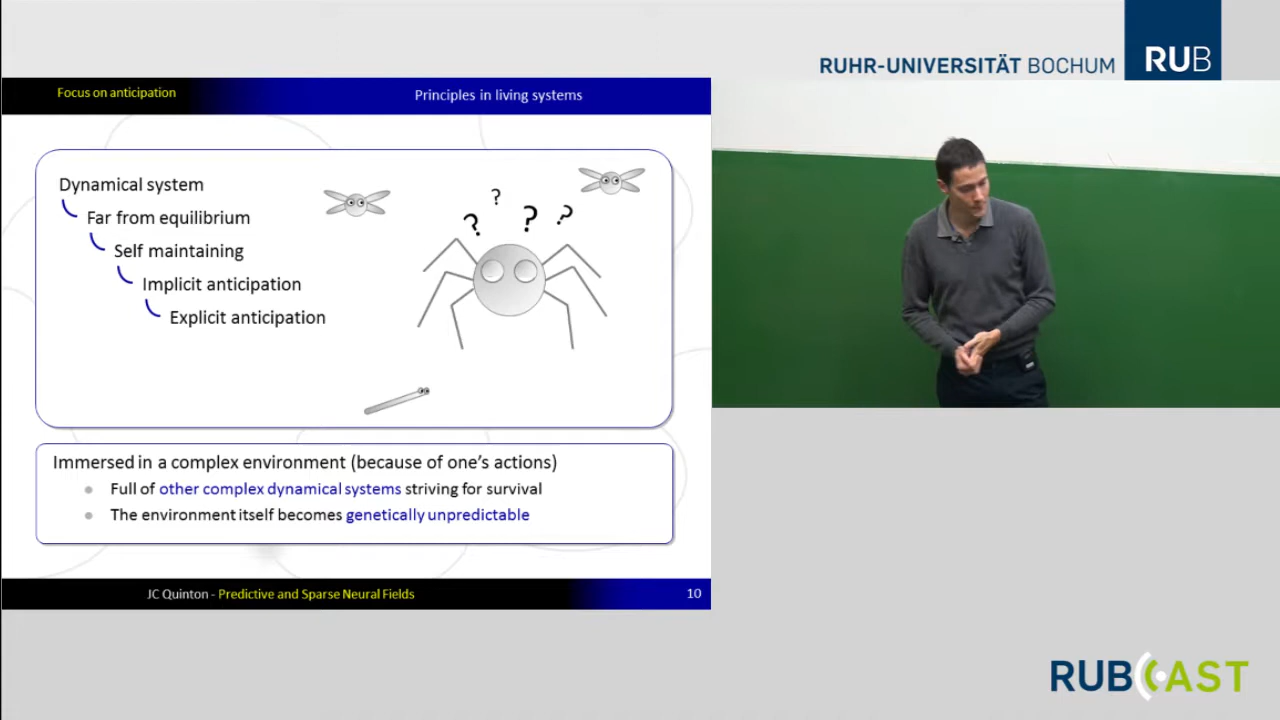 RUHR-UNIVERSITÄT BOCHUM
RUB
Focus on anticipation
Principles in living systems
Dynamical system
Far from equilibrium
Self maintaining
Implicit anticipation
Explicit anticipation
? ? ? ?
Immersed in a complex environment (because of one's actions)
Full of other complex dynamical systems striving for survival
The environment itself becomes genetically unpredictable
JC Quinton - Predictive and Sparse Neural Fields
10
RUBCAST